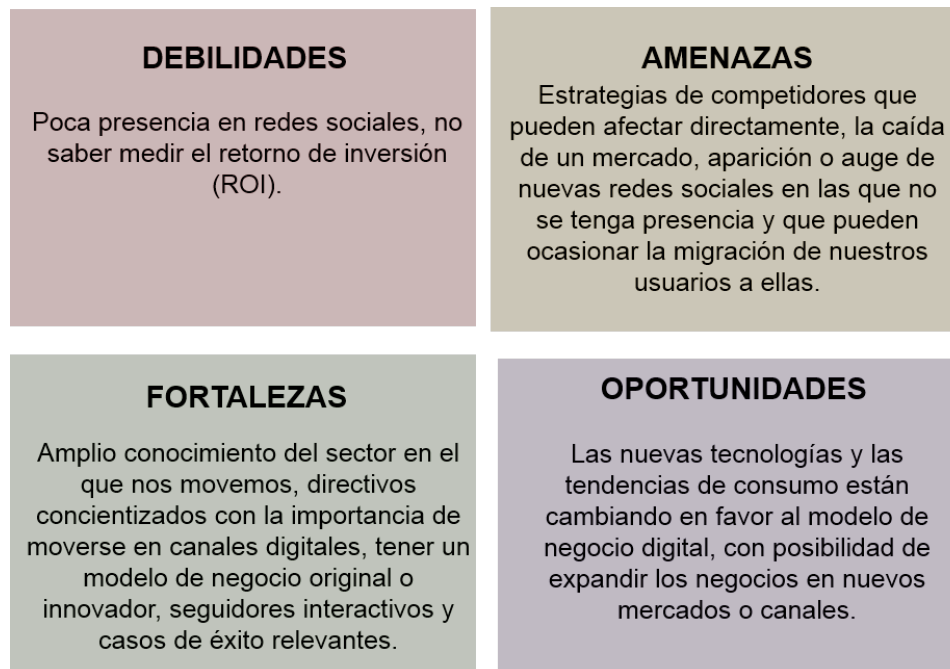 DEBILIDADES
Poca presencia en redes sociales, no
saber medir el retorno de inversión
(ROI).
AMENAZAS
Estrategias de competidores que
pueden afectar directamente, la caída
de un mercado, aparición o auge de
nuevas redes sociales en las que no
se tenga presencia y que pueden
ocasionar la migración de nuestros
usuarios a ellas.
FORTALEZAS
Amplio conocimiento del sector en el
que nos movemos, directivos
concientizados con la importancia de
moverse en canales digitales, tener un
modelo de negocio original o
innovador, seguidores interactivos y
casos de éxito relevantes.
OPORTUNIDADES
Las nuevas tecnologías y las
tendencias de consumo están
cambiando en favor al modelo de
negocio digital, con posibilidad de
expandir los negocios en nuevos
mercados o canales.